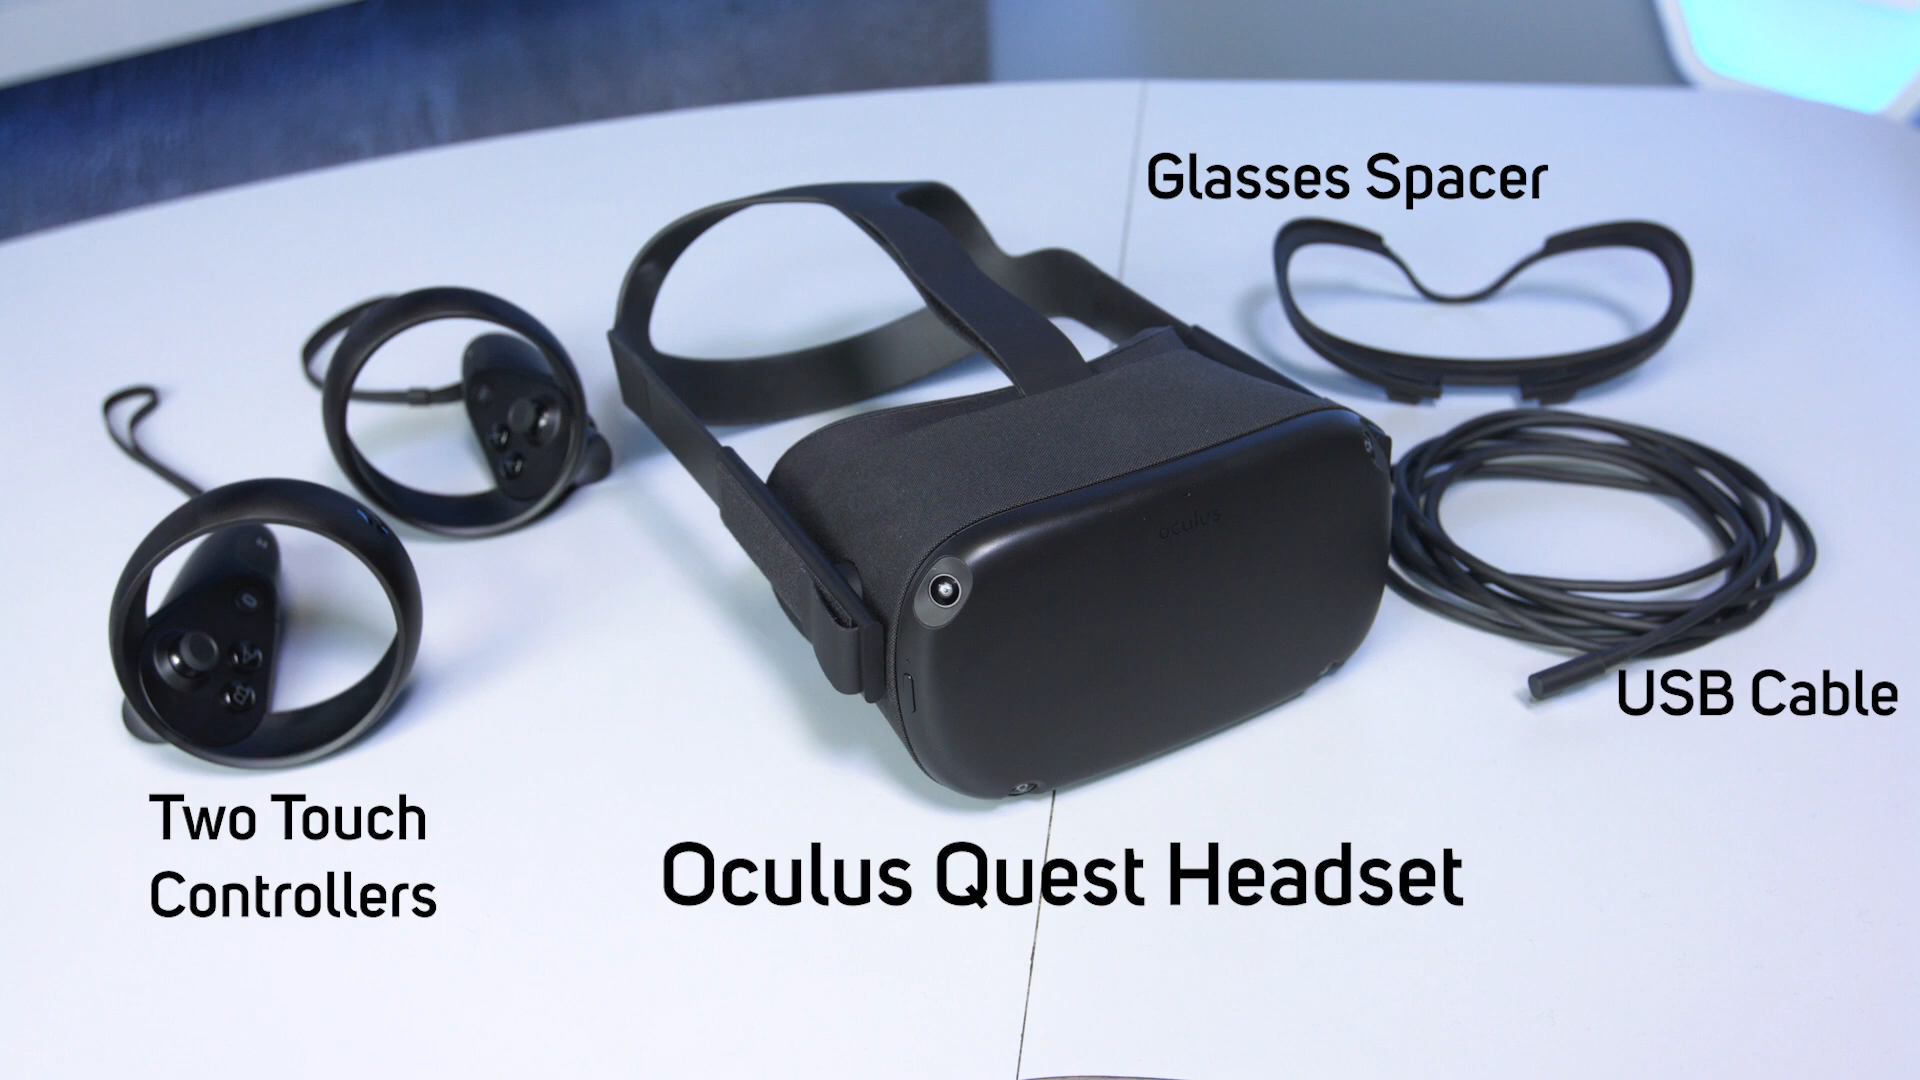 Glasses Spacer
oculus
USB Cable
Two Touch
Controllers
Oculus Quest Headset